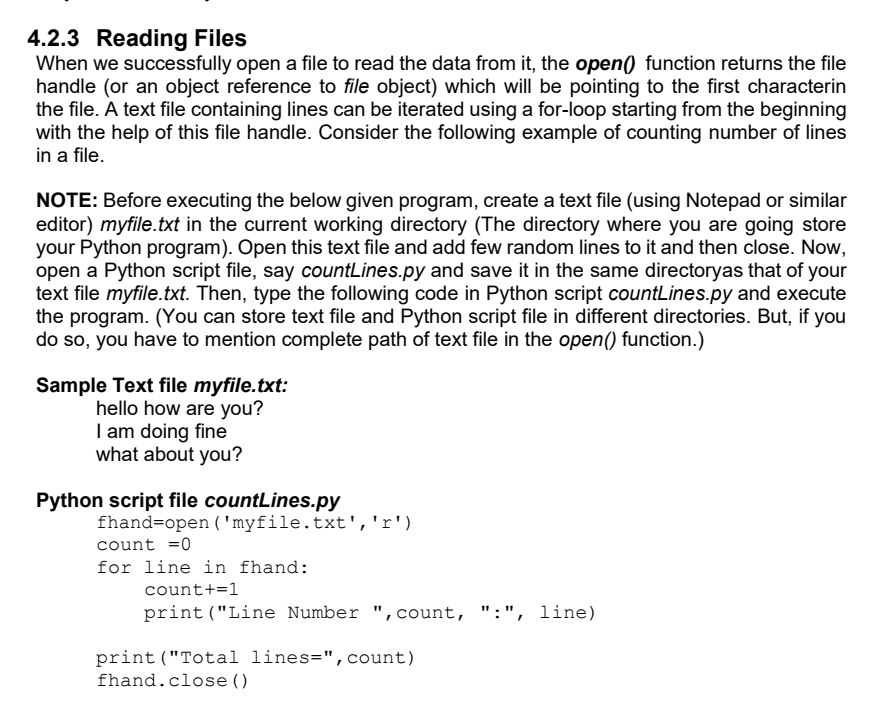 4.2.3 Reading Files
When we successfully open a file to read the data from it, the open() function returns the file
handle (or an object reference to file object) which will be pointing to the first characterin
the file. A text file containing lines can be iterated using a for-loop starting from the beginning
with the help of this file handle. Consider the following example of counting number of lines
in a file.
NOTE: Before executing the below given program, create a text file (using Notepad or similar
editor) myfile.txt in the current working directory (The directory where you are going store
your Python program). Open this text file and add few random lines to it and then close. Now,
open a Python script file, say countLines.py and save it in the same directoryas that of your
text file myfile.txt. Then, type the following code in Python script countLines.py and execute
the program. (You can store text file and Python script file in different directories. But, if you
do so, you have to mention complete path of text file in the open() function.)
Sample Text file myfile.txt:
hello how are you?
I am doing fine
what about you?
Python script file countLines.py
fhand=open('myfile.txt','r')
count =0
for line in fhand:
    count+=1
    print("Line Number ",count, ":", line)
print("Total lines=",count)
fhand.close()